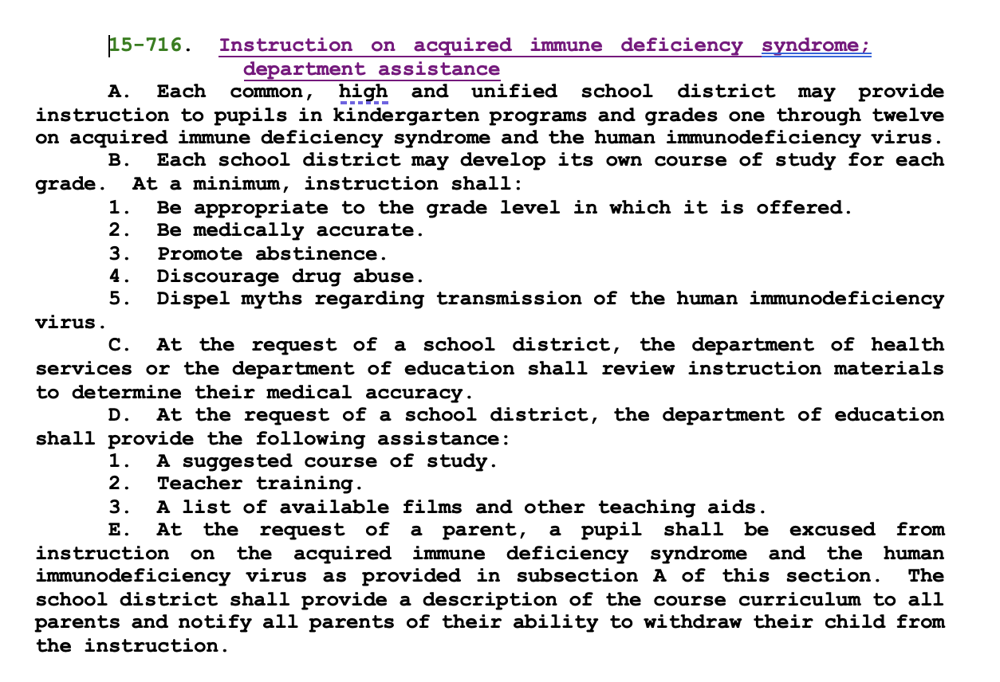 15-716. Instruction on acquired immune deficiency syndrome;
department assistance
A. Each common, high and unified school district may provide
instruction to pupils in kindergarten programs and grades one through twelve
on acquired immune deficiency syndrome and the human immunodeficiency virus.
B. Each school district may develop its own course of study for each
grade. At a minimum, instruction shall:
1. Be appropriate to the grade level in which it is offered.
2. Be medically accurate.
3. Promote abstinence.
4. Discourage drug abuse.
5. Dispel myths regarding transmission of the human immunodeficiency
virus.
C. At the request of a school district, the department of health
services or the department of education shall review instruction materials
to determine their medical accuracy.
D. At the request of a school district, the department of education
shall provide the following assistance:
1. A suggested course of study.
2. Teacher training.
3. A list of available films and other teaching aids.
E. At the request of a parent, a pupil shall be excused from
instruction on the acquired immune deficiency syndrome and the human
immunodeficiency virus as provided in subsection A of this section. The
school district shall provide a description of the course curriculum to all
parents and notify all parents of their ability to withdraw their child from
the instruction.